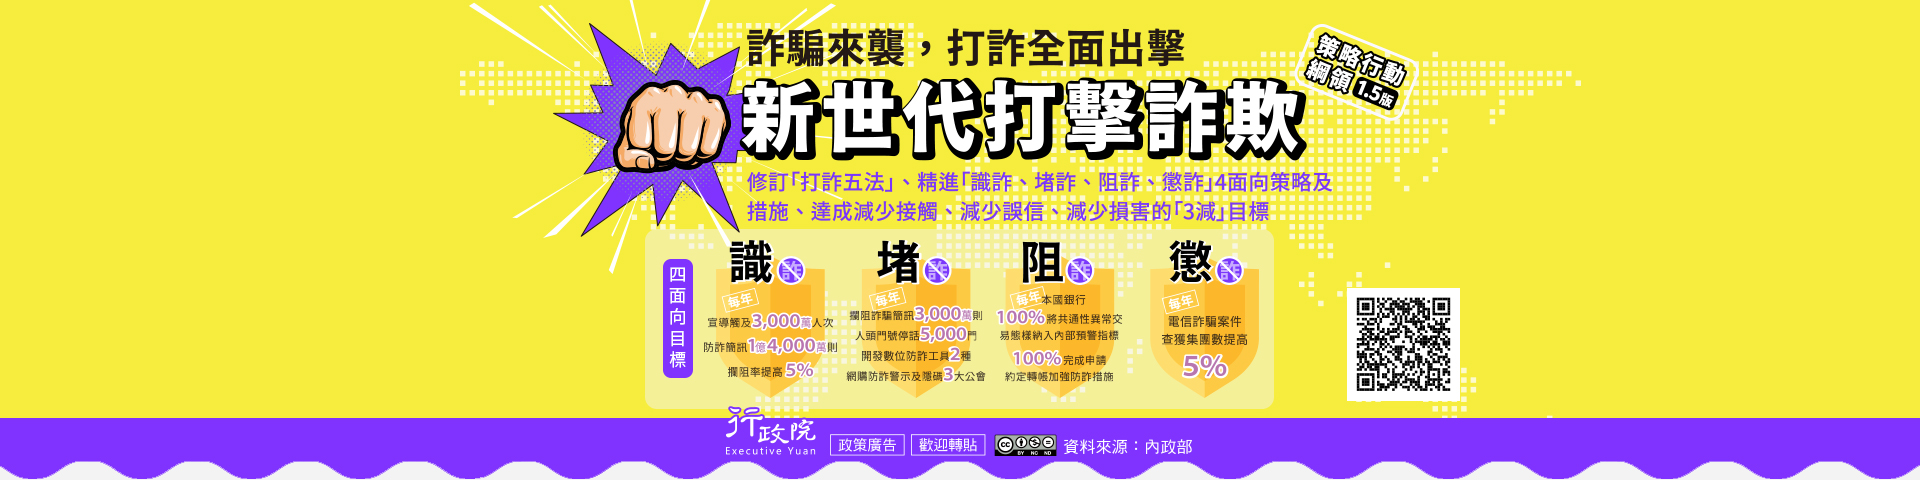 詐騙來襲，打詐全面出擊
新世代打擊詐欺
策略行動
綱領 1.5版
修訂「打詐五法」、精進「識詐、堵詐、阻詐、懲詐」4面向策略及
措施、達成減少接觸、減少誤信、減少損害的「3減」目標
四面向目標
識詐
每年
宣導觸及3,000萬人次
防詐簡訊1億4,000萬則
攔阻率提高5%
堵詐
每年
攔阻詐騙簡訊3,000萬則
人頭門號停話5,000門
開發數位防詐工具2種
網購防詐警示及隱碼3大公會
阻詐
每年本國銀行
100%將共通性異常交
易態樣納入內部預警指標
100%完成申請
約定轉帳加強防詐措施
懲詐
每年
電信詐騙案件
查獲集團數提高
5%
行政院
Executive Yuan
政策廣告
歡迎轉貼
cc BY NC ND
資料來源：內政部